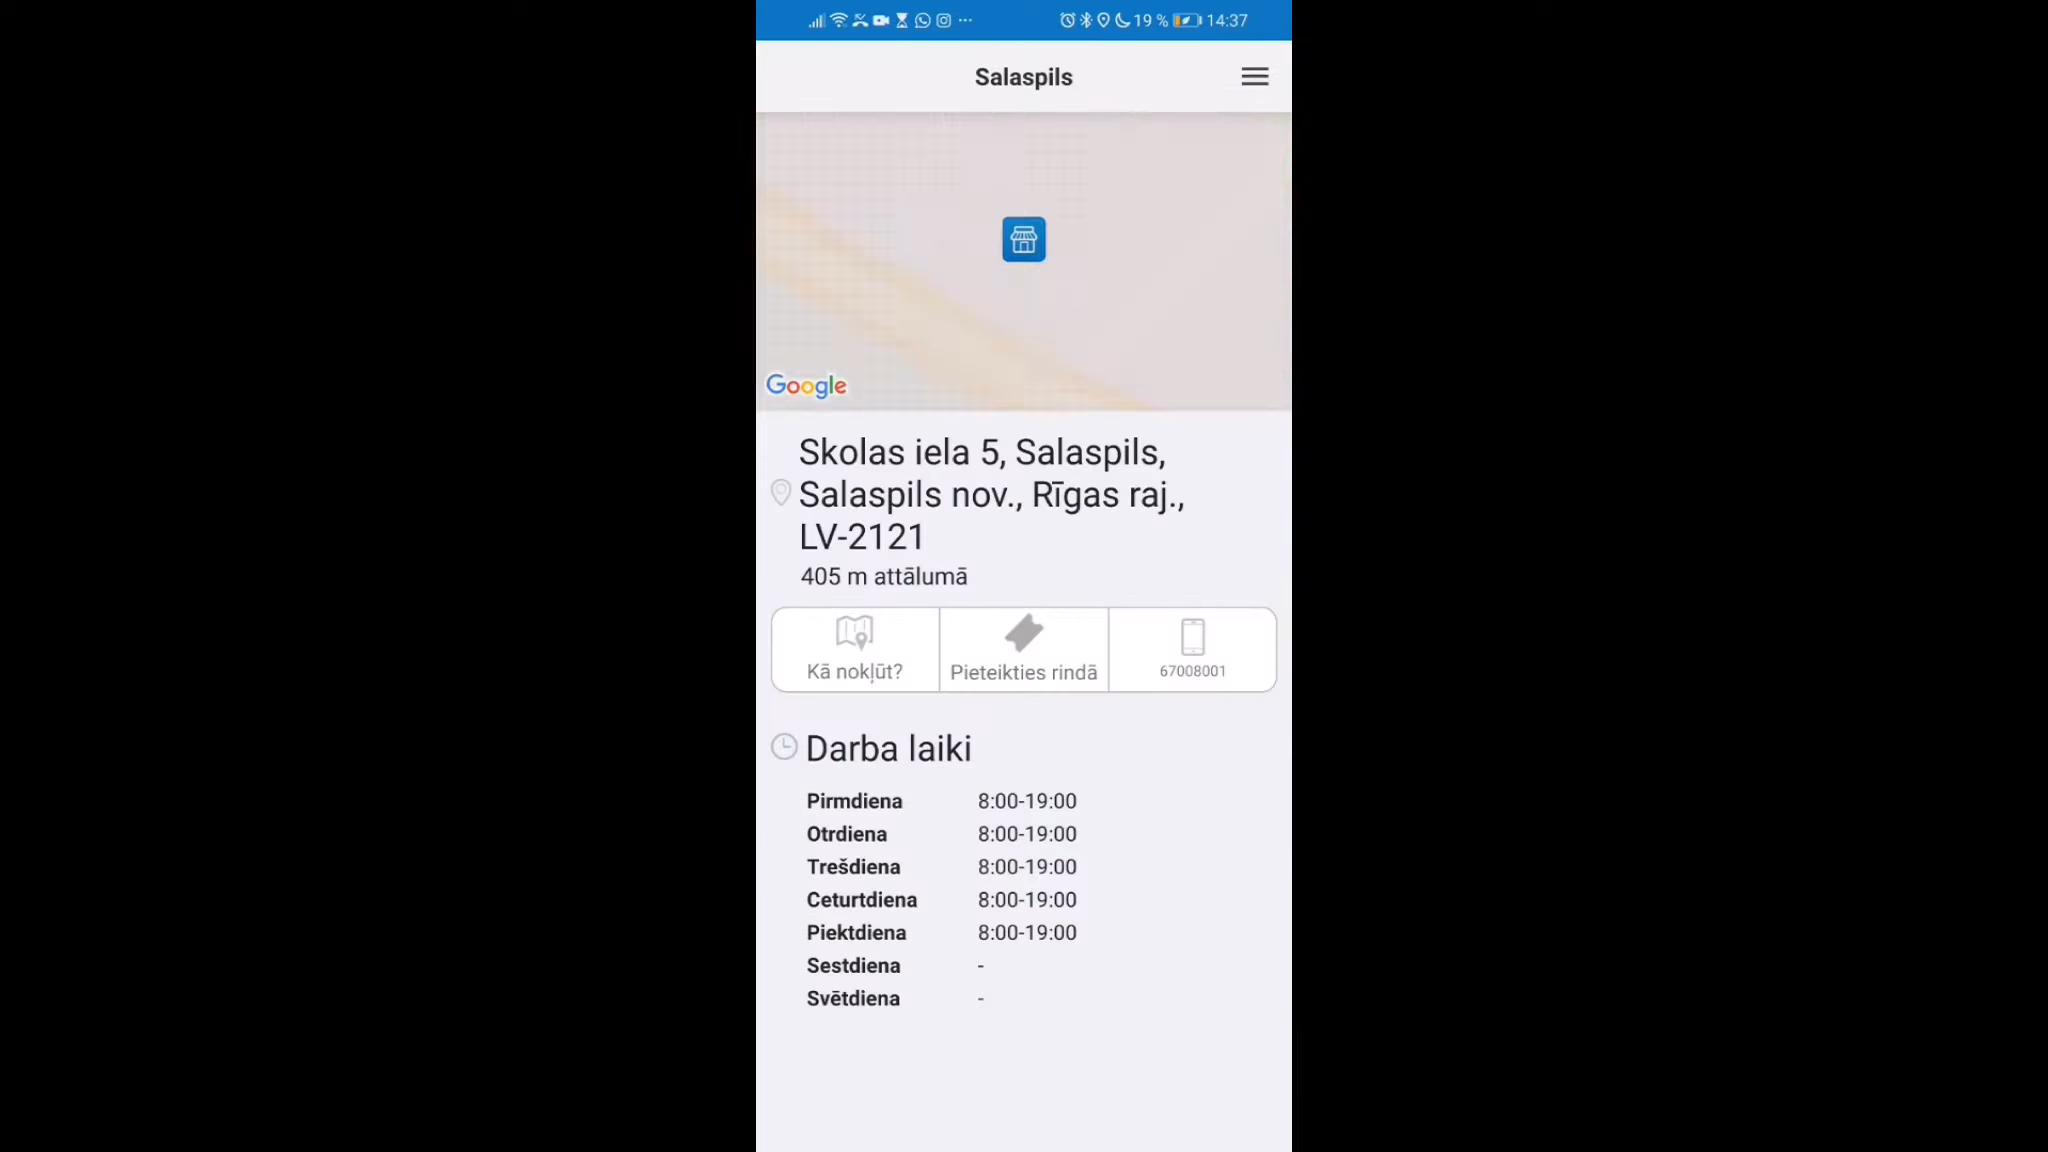 19 % 14:37
Salaspils
Google
Skolas iela 5, Salaspils,
Salaspils nov., Rīgas raj.,
LV-2121
405 m attālumā
Kā nokļūt? Pieteikties rindā 67008001
Darba laiki
Pirmdiena 8:00-19:00
Otrdiena 8:00-19:00
Trešdiena 8:00-19:00
Ceturtdiena 8:00-19:00
Piektdiena 8:00-19:00
Sestdiena -
Svētdiena -